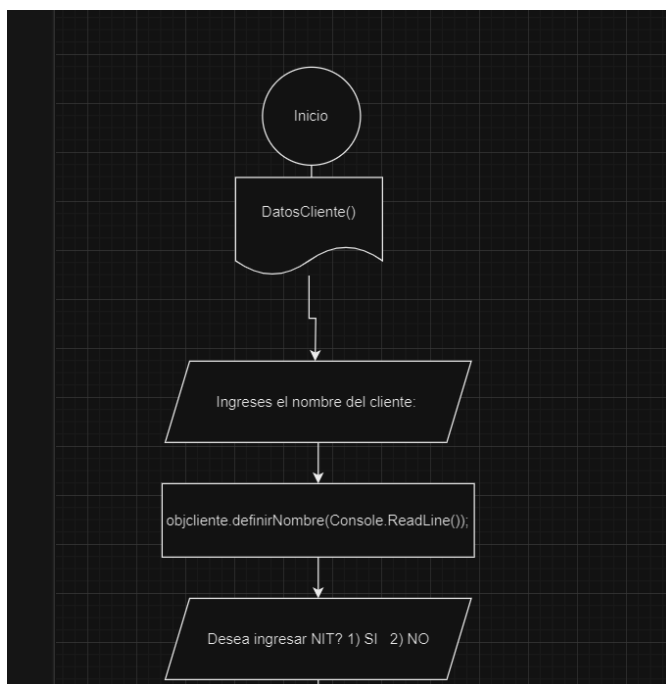 Inicio
DatosCliente()
Ingreses el nombre del cliente:
objcliente.definirNombre(Console.ReadLine());
Desea ingresar NIT? 1) SI 2) NO